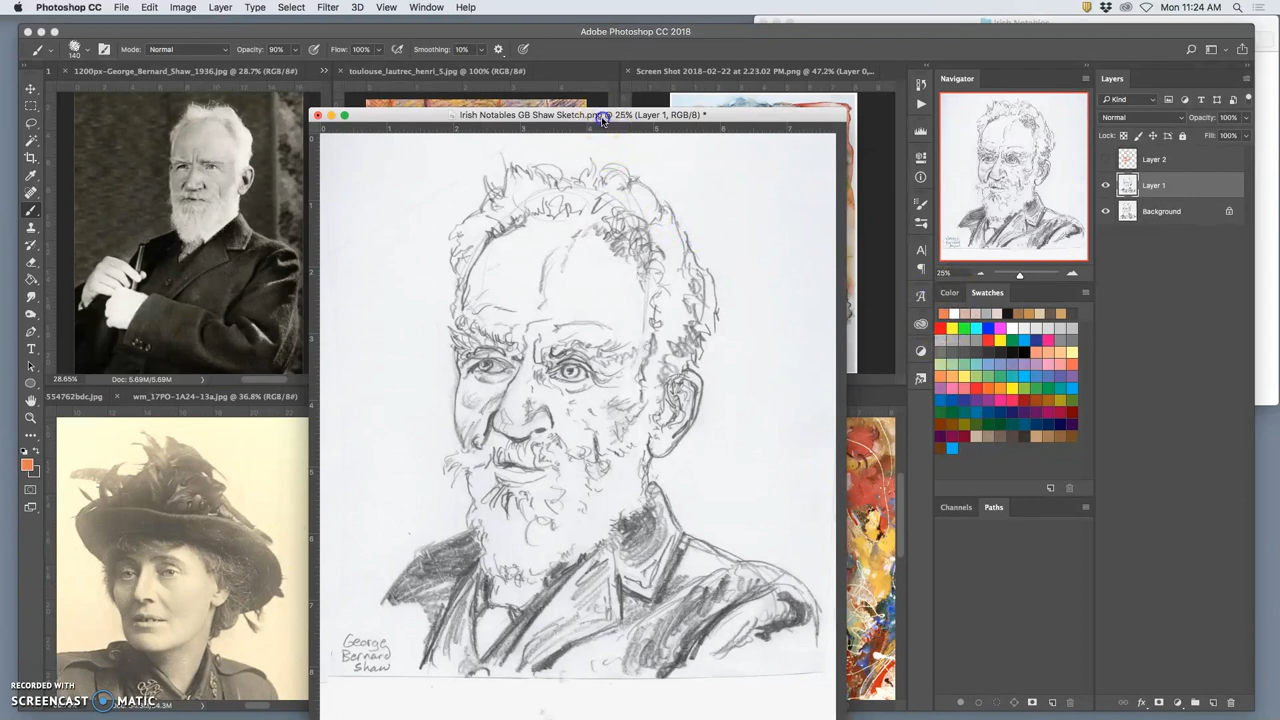 Photoshop CC File Edit Image Layer Type Select Filter 3D View Window Help Mon 11:24 AM
Irish Notables
Adobe Photoshop CC 2018
140 Mode: Normal Opacity: 90% Flow: 100% Smoothing: 10%
1200px-George_Bernard_Shaw_1936.jpg @ 28.7% (RGB/8#) toulouse_lautrec_henri_5.jpg @ 100% (RGB/8#) Screen Shot 2018-02-22 at 2.23.02 PM.png @ 47.2% (Layer 0,...
Navigator
Layers
Kind
Irish Notables GB Shaw Sketch.png @ 25% (Layer 1, RGB/8) *
Normal Opacity: 100%
Lock: Fill: 100%
Layer 2
Layer 1
Background
25%
Color Swatches
28.65% Doc: 5.69M/5.69M
554762bdc.jpg wm_17PO-1A24-13a.jpg @ 36.8% (RGB/8#)
Channels Paths
George
Bernard
Shaw
RECORDED WITH
SCREENCAST MATIC